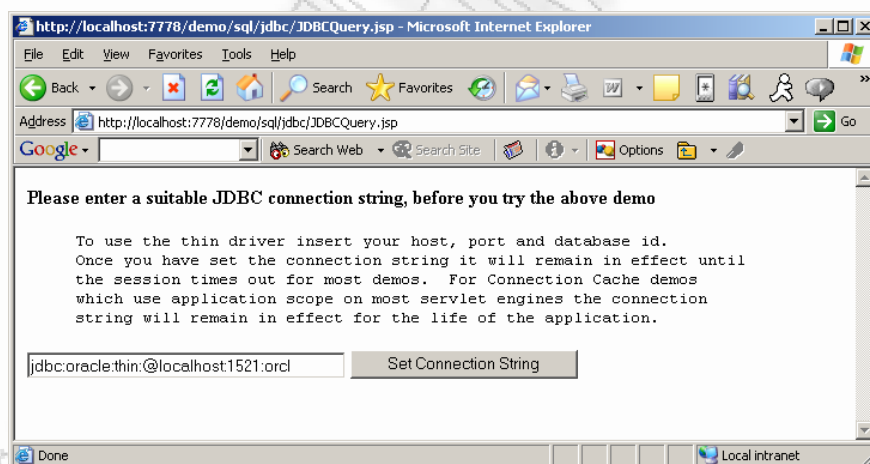 http://localhost:7778/demo/sql/jdbc/JDBCQuery.jsp - Microsoft Internet Explorer
File Edit View Favorites Tools Help
Back Search Favorites »
Address http://localhost:7778/demo/sql/jdbc/JDBCQuery.jsp Go
Google Search Web Search Site Options
Please enter a suitable JDBC connection string, before you try the above demo
To use the thin driver insert your host, port and database id.
Once you have set the connection string it will remain in effect until
the session times out for most demos. For Connection Cache demos
which use application scope on most servlet engines the connection
string will remain in effect for the life of the application.
jdbc:oracle:thin:@localhost:1521:orcl Set Connection String
Done Local intranet